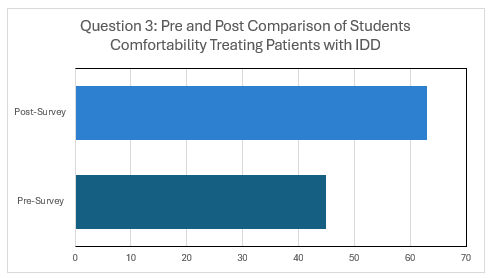 Question 3: Pre and Post Comparison of Students
Comfortability Treating Patients with IDD
Post-Survey
Pre-Survey
0 10 20 30 40 50 60 70